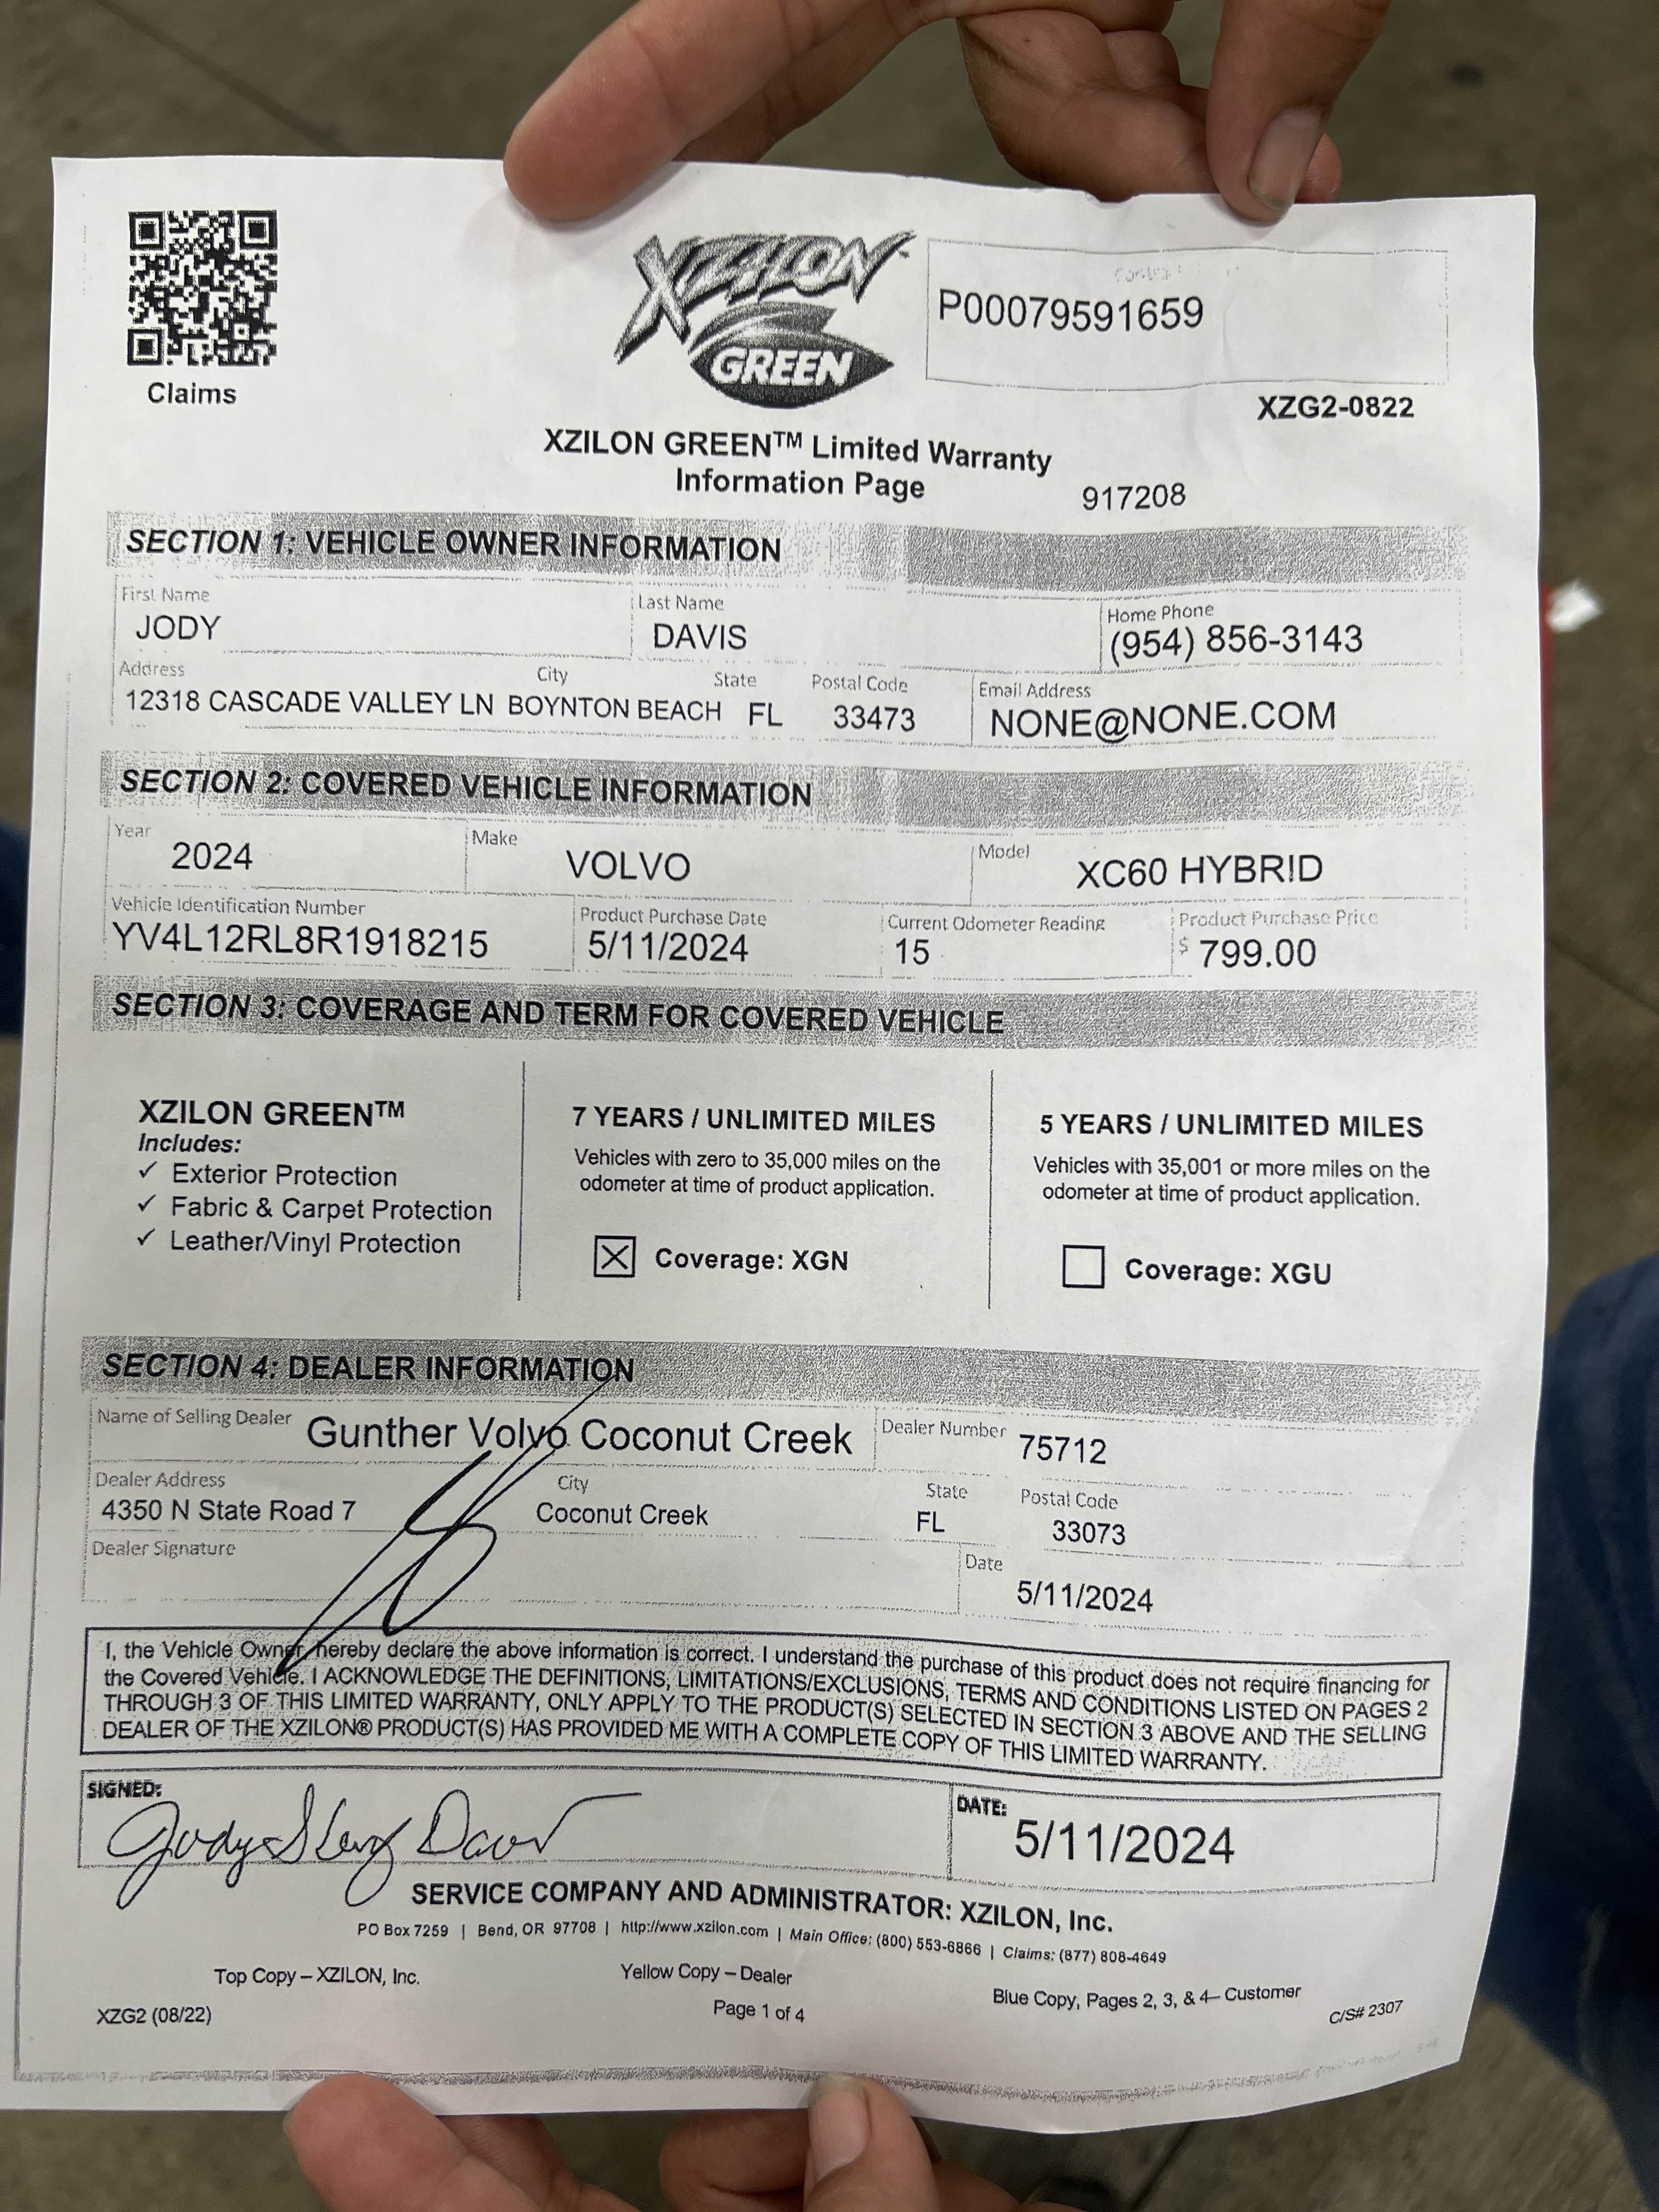 XZILON
GREEN
P00079591659
Claims
XZG2-0822
XZILON GREEN™ Limited Warranty
Information Page
917208
SECTION 1: VEHICLE OWNER INFORMATION
First Name Last Name Home Phone
JODY DAVIS (954) 856-3143
Address City State Postal Code Email Address
12318 CASCADE VALLEY LN BOYNTON BEACH FL 33473 NONE@NONE.COM
SECTION 2: COVERED VEHICLE INFORMATION
Year Make Model
2024 VOLVO XC60 HYBRID
Vehicle Identification Number Product Purchase Date Current Odometer Reading Product Purchase Price
YV4L12RL8R1918215 5/11/2024 15 $ 799.00
SECTION 3: COVERAGE AND TERM FOR COVERED VEHICLE
XZILON GREEN™
Includes:
✓ Exterior Protection
✓ Fabric & Carpet Protection
✓ Leather/Vinyl Protection
7 YEARS / UNLIMITED MILES
Vehicles with zero to 35,000 miles on the
odometer at time of product application.
☒ Coverage: XGN
5 YEARS / UNLIMITED MILES
Vehicles with 35,001 or more miles on the
odometer at time of product application.
☐ Coverage: XGU
SECTION 4: DEALER INFORMATION
Name of Selling Dealer Gunther Volvo Coconut Creek Dealer Number 75712
Dealer Address City State Postal Code
4350 N State Road 7 Coconut Creek FL 33073
Dealer Signature Date
5/11/2024
I, the Vehicle Owner, hereby declare the above information is correct. I understand the purchase of this product does not require financing for
the Covered Vehicle. I ACKNOWLEDGE THE DEFINITIONS, LIMITATIONS/EXCLUSIONS, TERMS AND CONDITIONS LISTED ON PAGES 2
THROUGH 3 OF THIS LIMITED WARRANTY, ONLY APPLY TO THE PRODUCT(S) SELECTED IN SECTION 3 ABOVE AND THE SELLING
DEALER OF THE XZILON® PRODUCT(S) HAS PROVIDED ME WITH A COMPLETE COPY OF THIS LIMITED WARRANTY.
SIGNED: DATE:
Jody Davis 5/11/2024
SERVICE COMPANY AND ADMINISTRATOR: XZILON, Inc.
PO Box 7259 | Bend, OR 97708 | http://www.xzilon.com | Main Office: (800) 553-6866 | Claims: (877) 808-4649
Top Copy – XZILON, Inc. Yellow Copy – Dealer Blue Copy, Pages 2, 3, & 4– Customer
XZG2 (08/22) Page 1 of 4 C/S# 2307